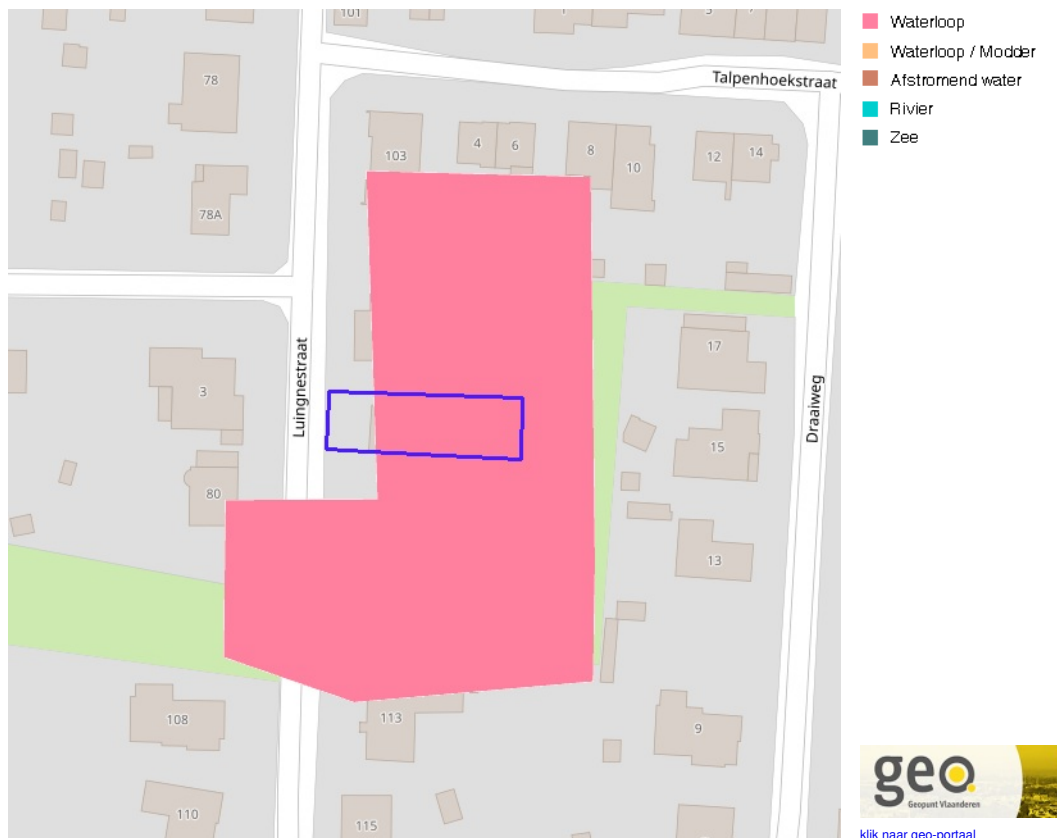 101
Talpenhoekstraat
78
103
4
6
8
10
12
14
78A
17
Luingnestraat
Draaiweg
3
15
80
13
108
113
9
110
115
Waterloop
Waterloop / Modder
Afstromend water
Rivier
Zee
geo.
Geopunt Vlaanderen
klik naar geo-portaal